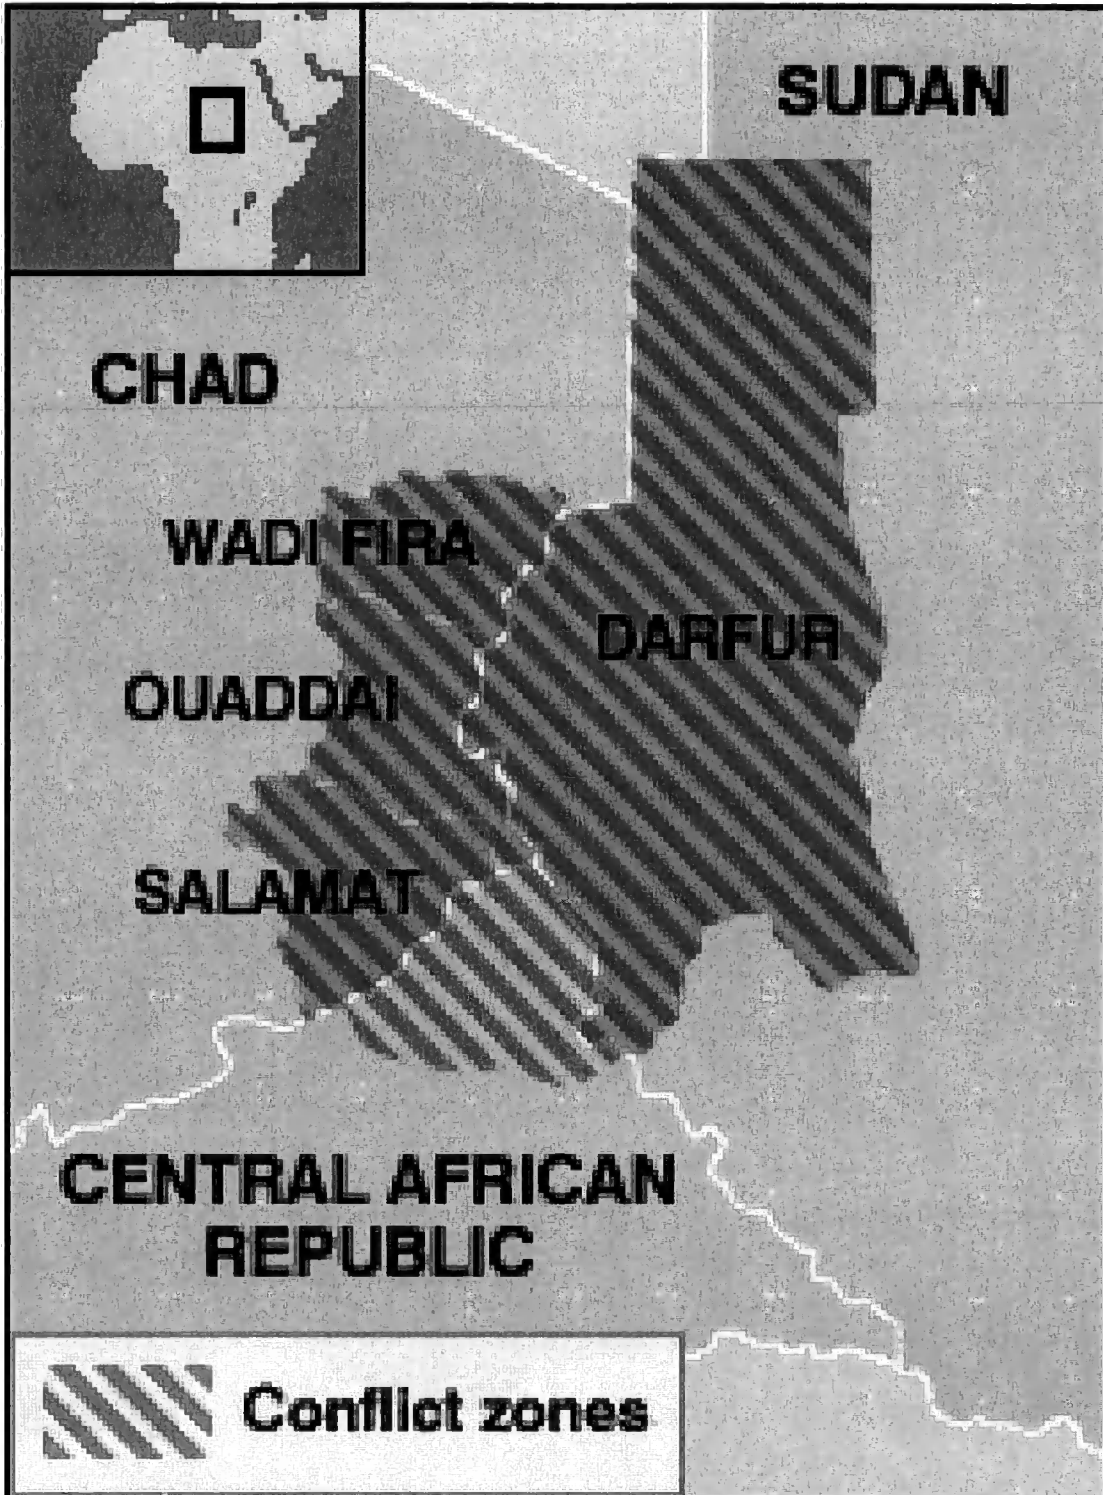 SUDAN
CHAD
WADI FIRA
DARFUR
OUADDAI
SALAMAT
CENTRAL AFRICAN
REPUBLIC
Conflict zones